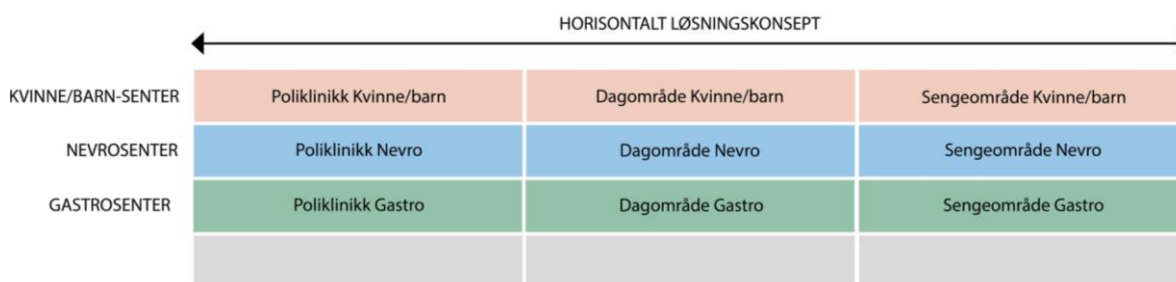 HORISONTALT LØSNINGSKONSEPT
KVINNE/BARN-SENTER Poliklinikk Kvinne/barn Dagområde Kvinne/barn Sengeområde Kvinne/barn
NEVROSENTER Poliklinikk Nevro Dagområde Nevro Sengeområde Nevro
GASTROSENTER Poliklinikk Gastro Dagområde Gastro Sengeområde Gastro